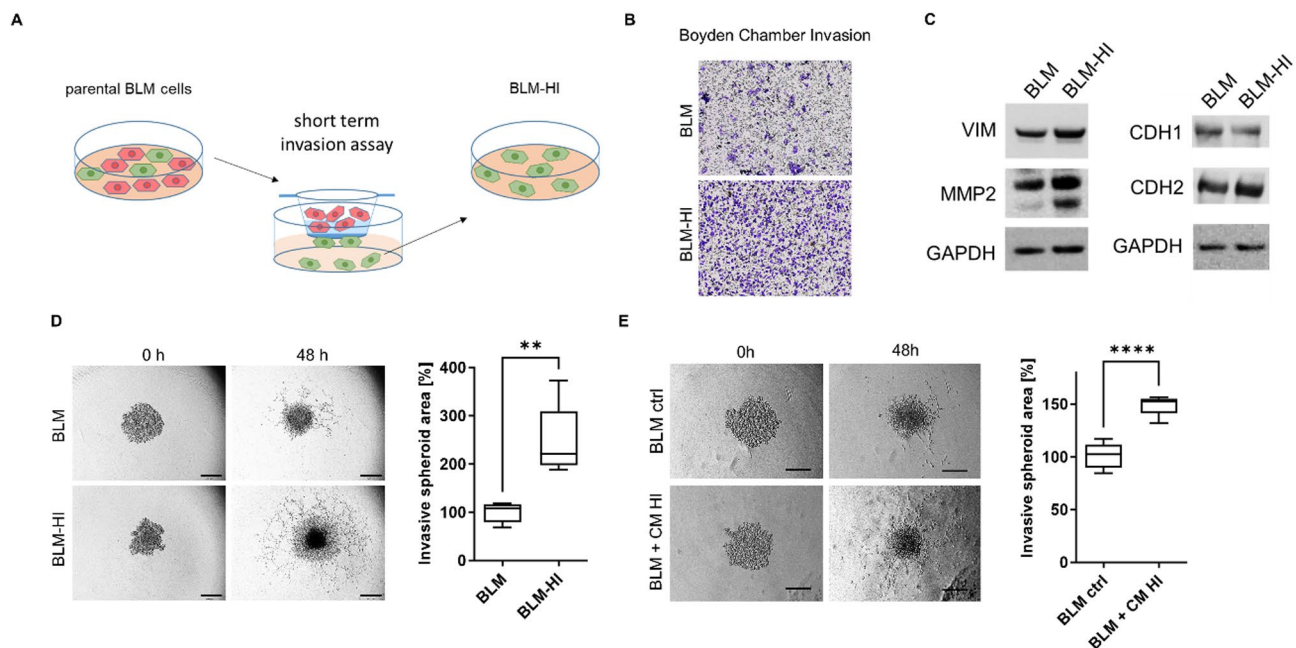 A
parental BLM cells
short term
invasion assay
BLM-HI
B
Boyden Chamber Invasion
BLM
BLM-HI
C
BLM
BLM-HI
VIM
MMP2
GAPDH
BLM
BLM-HI
CDH1
CDH2
GAPDH
D
0 h
48 h
BLM
BLM-HI
Invasive spheroid area [%]
400
300
200
100
0
**
BLM
BLM-HI
E
0h
48h
BLM ctrl
BLM + CM HI
Invasive spheroid area [%]
150
100
50
0
****
BLM ctrl
BLM + CM HI